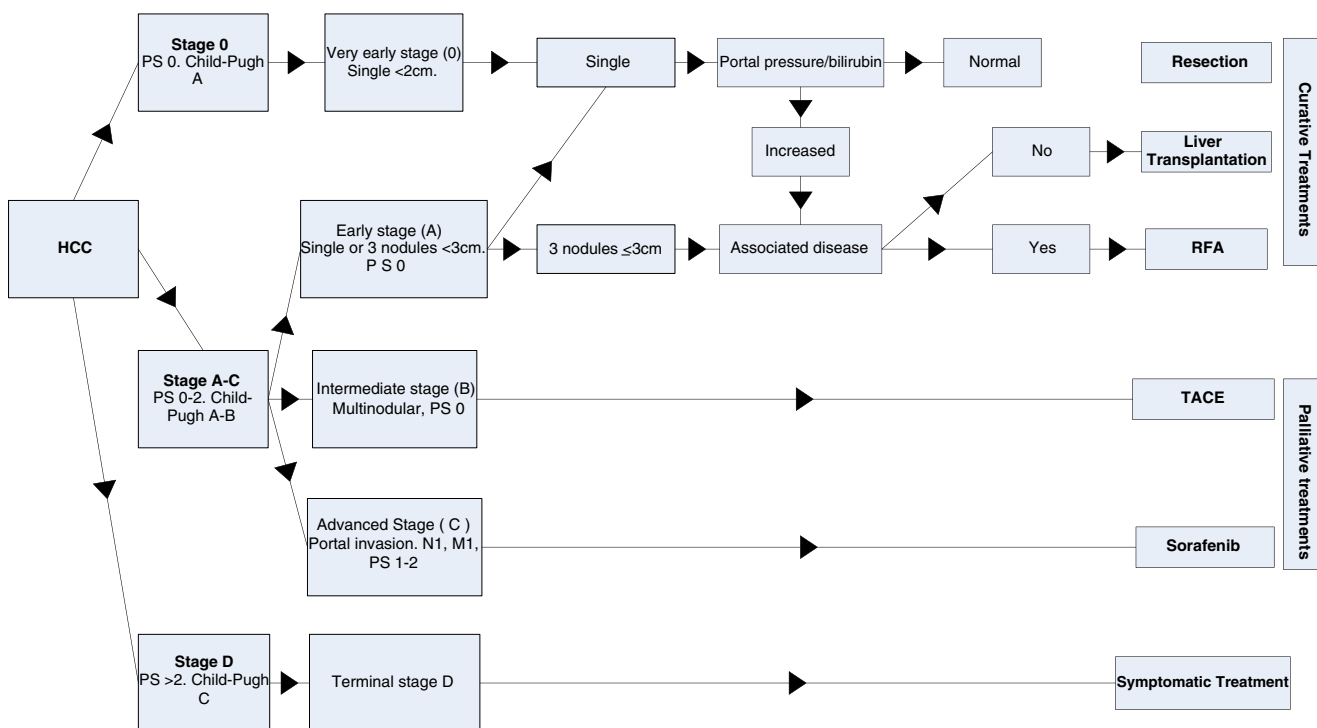 Stage 0
PS 0. Child-Pugh
A
Very early stage (0)
Single <2cm.
Single
Portal pressure/bilirubin
Normal
Resection
Increased
No
Liver
Transplantation
HCC
Early stage (A)
Single or 3 nodules <3cm.
P S 0
3 nodules ≤3cm
Associated disease
Yes
RFA
Curative Treatments
Stage A-C
PS 0-2. Child-
Pugh A-B
Intermediate stage (B)
Multinodular, PS 0
TACE
Advanced Stage ( C )
Portal invasion. N1, M1,
PS 1-2
Sorafenib
Palliative treatments
Stage D
PS >2. Child-Pugh
C
Terminal stage D
Symptomatic Treatment